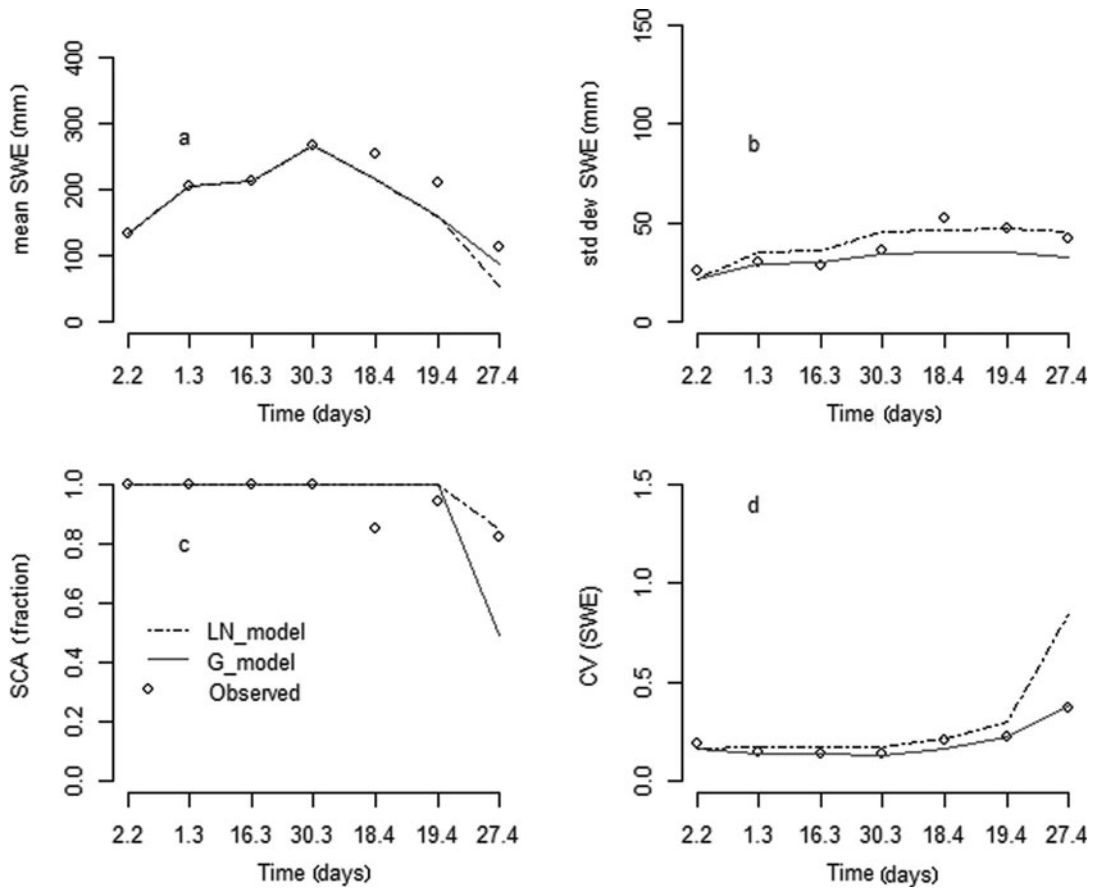 mean SWE (mm)
0 100 200 300 400
a
2.2 1.3 16.3 30.3 18.4 19.4 27.4
Time (days)
std dev SWE (mm)
0 50 100 150
b
2.2 1.3 16.3 30.3 18.4 19.4 27.4
Time (days)
SCA (fraction)
0.0 0.2 0.4 0.6 0.8 1.0
c
LN_model
G_model
Observed
2.2 1.3 16.3 30.3 18.4 19.4 27.4
Time (days)
CV (SWE)
0.0 0.5 1.0 1.5
d
2.2 1.3 16.3 30.3 18.4 19.4 27.4
Time (days)